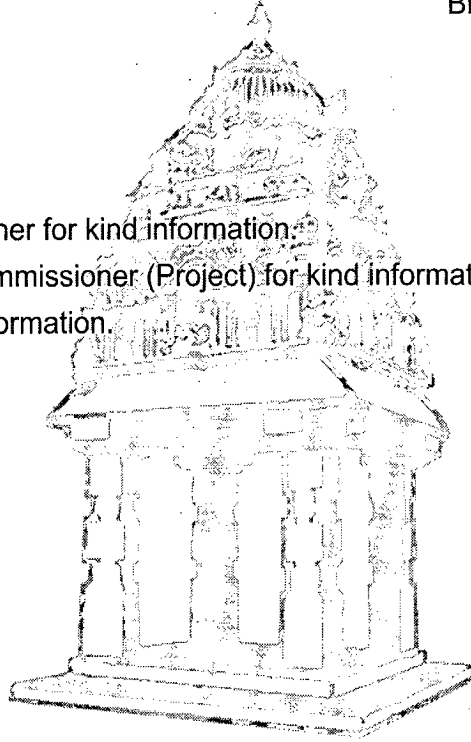 ner for kind information.
mmissioner (Project) for kind informat
ormation.